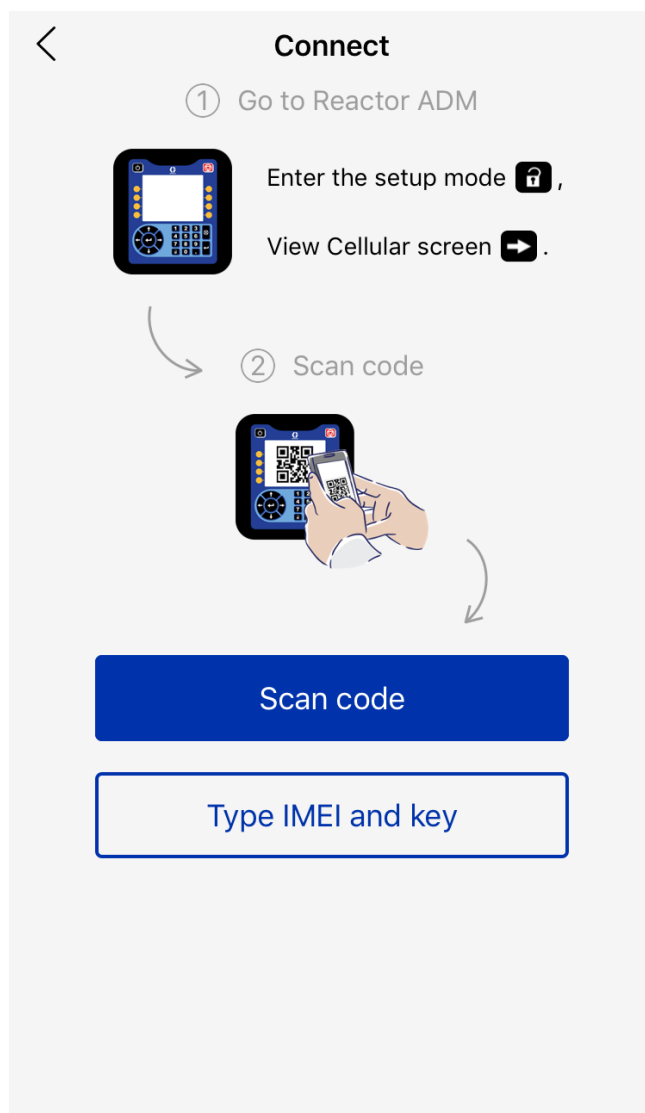 Connect
1 Go to Reactor ADM
Enter the setup mode ,
View Cellular screen .
2 Scan code
Scan code
Type IMEI and key